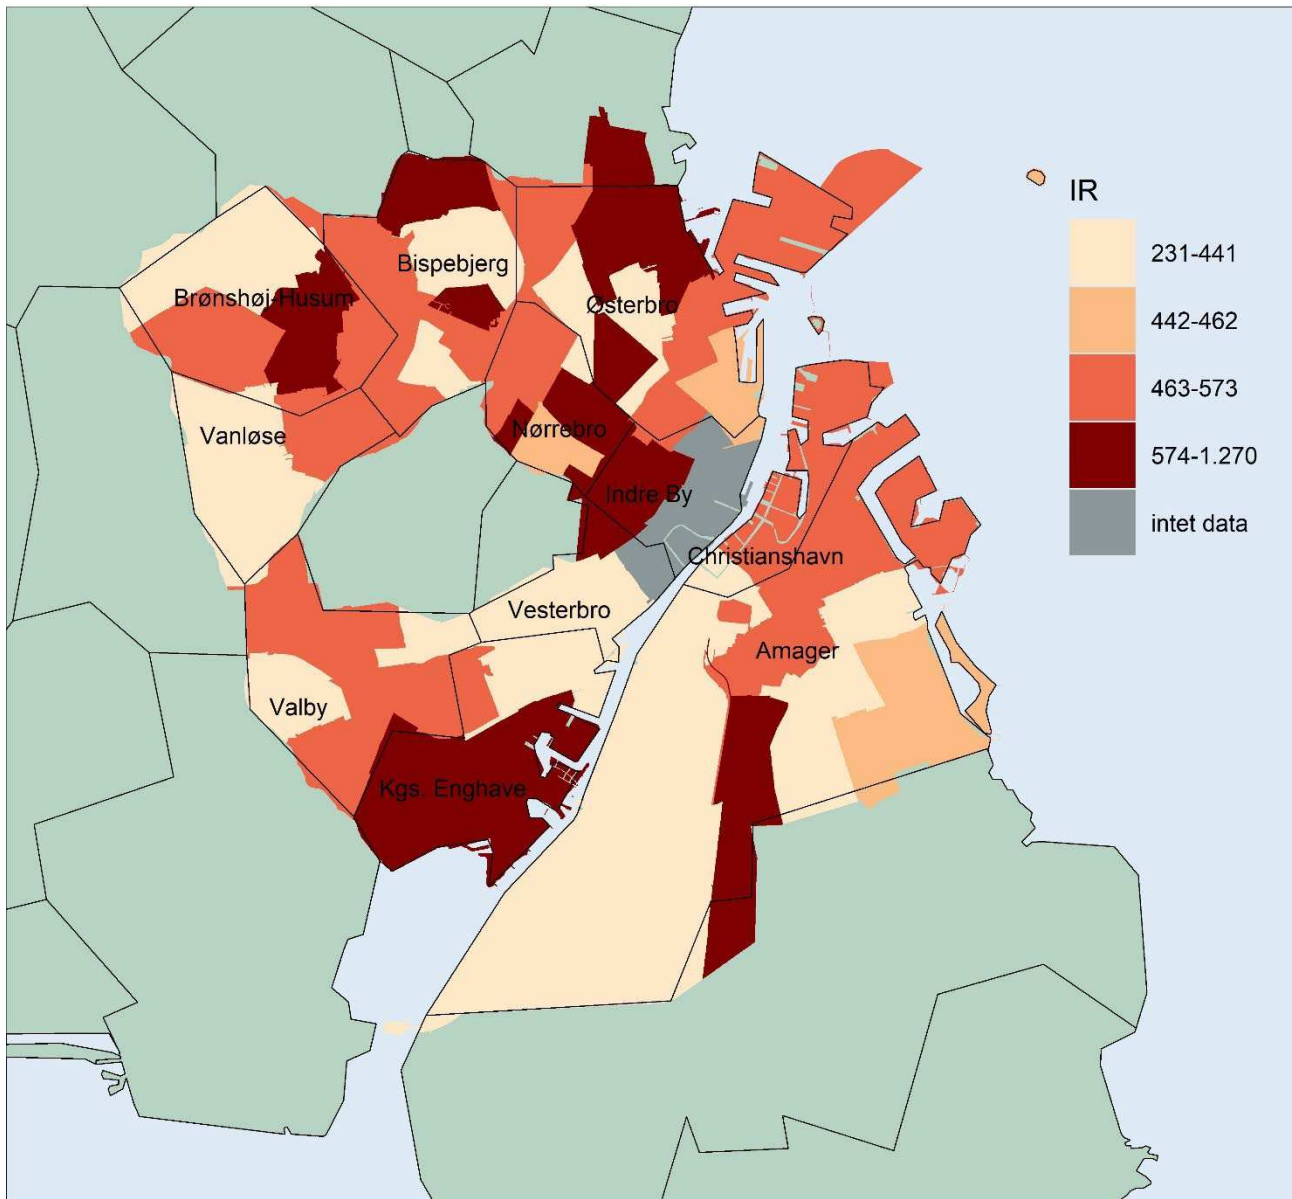 IR
231-441
442-462
463-573
574-1.270
intet data
Bispebjerg
Brønshøj-Husum
Østerbro
Vanløse
Nørrebro
Indre By
Christianshavn
Vesterbro
Amager
Valby
Kgs. Enghave